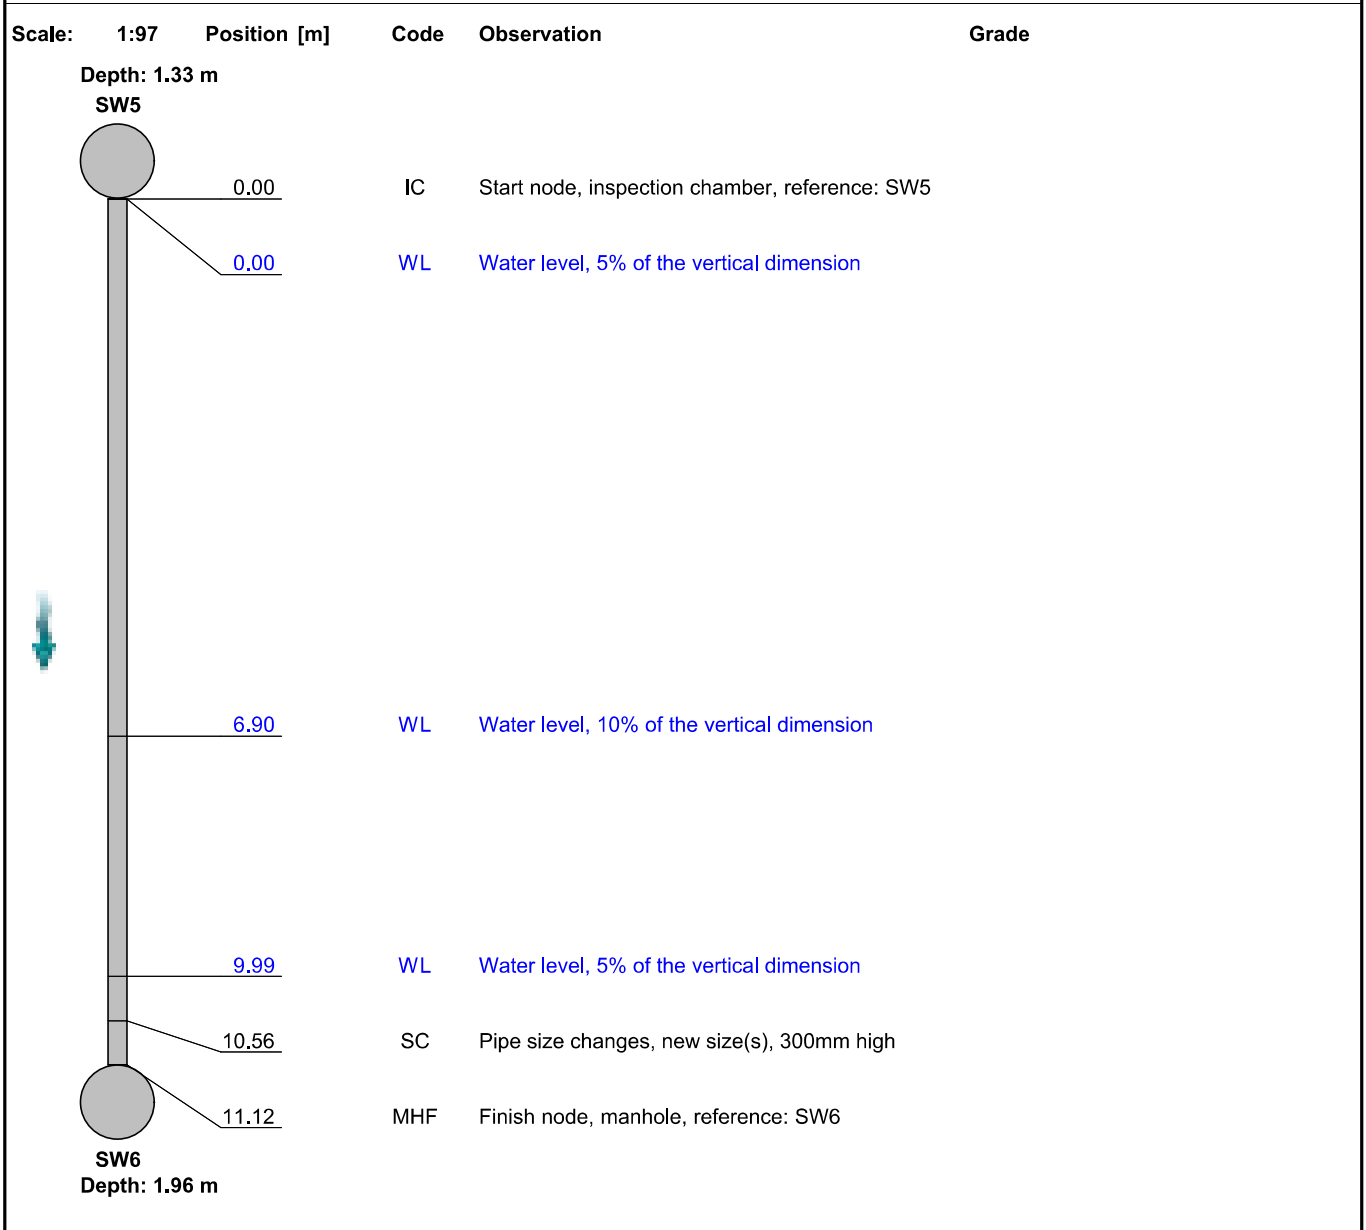 Scale: 1:97 Position [m] Code Observation Grade
Depth: 1.33 m
SW5
0.00 IC Start node, inspection chamber, reference: SW5
0.00 WL Water level, 5% of the vertical dimension
6.90 WL Water level, 10% of the vertical dimension
9.99 WL Water level, 5% of the vertical dimension
10.56 SC Pipe size changes, new size(s), 300mm high
11.12 MHF Finish node, manhole, reference: SW6
SW6
Depth: 1.96 m